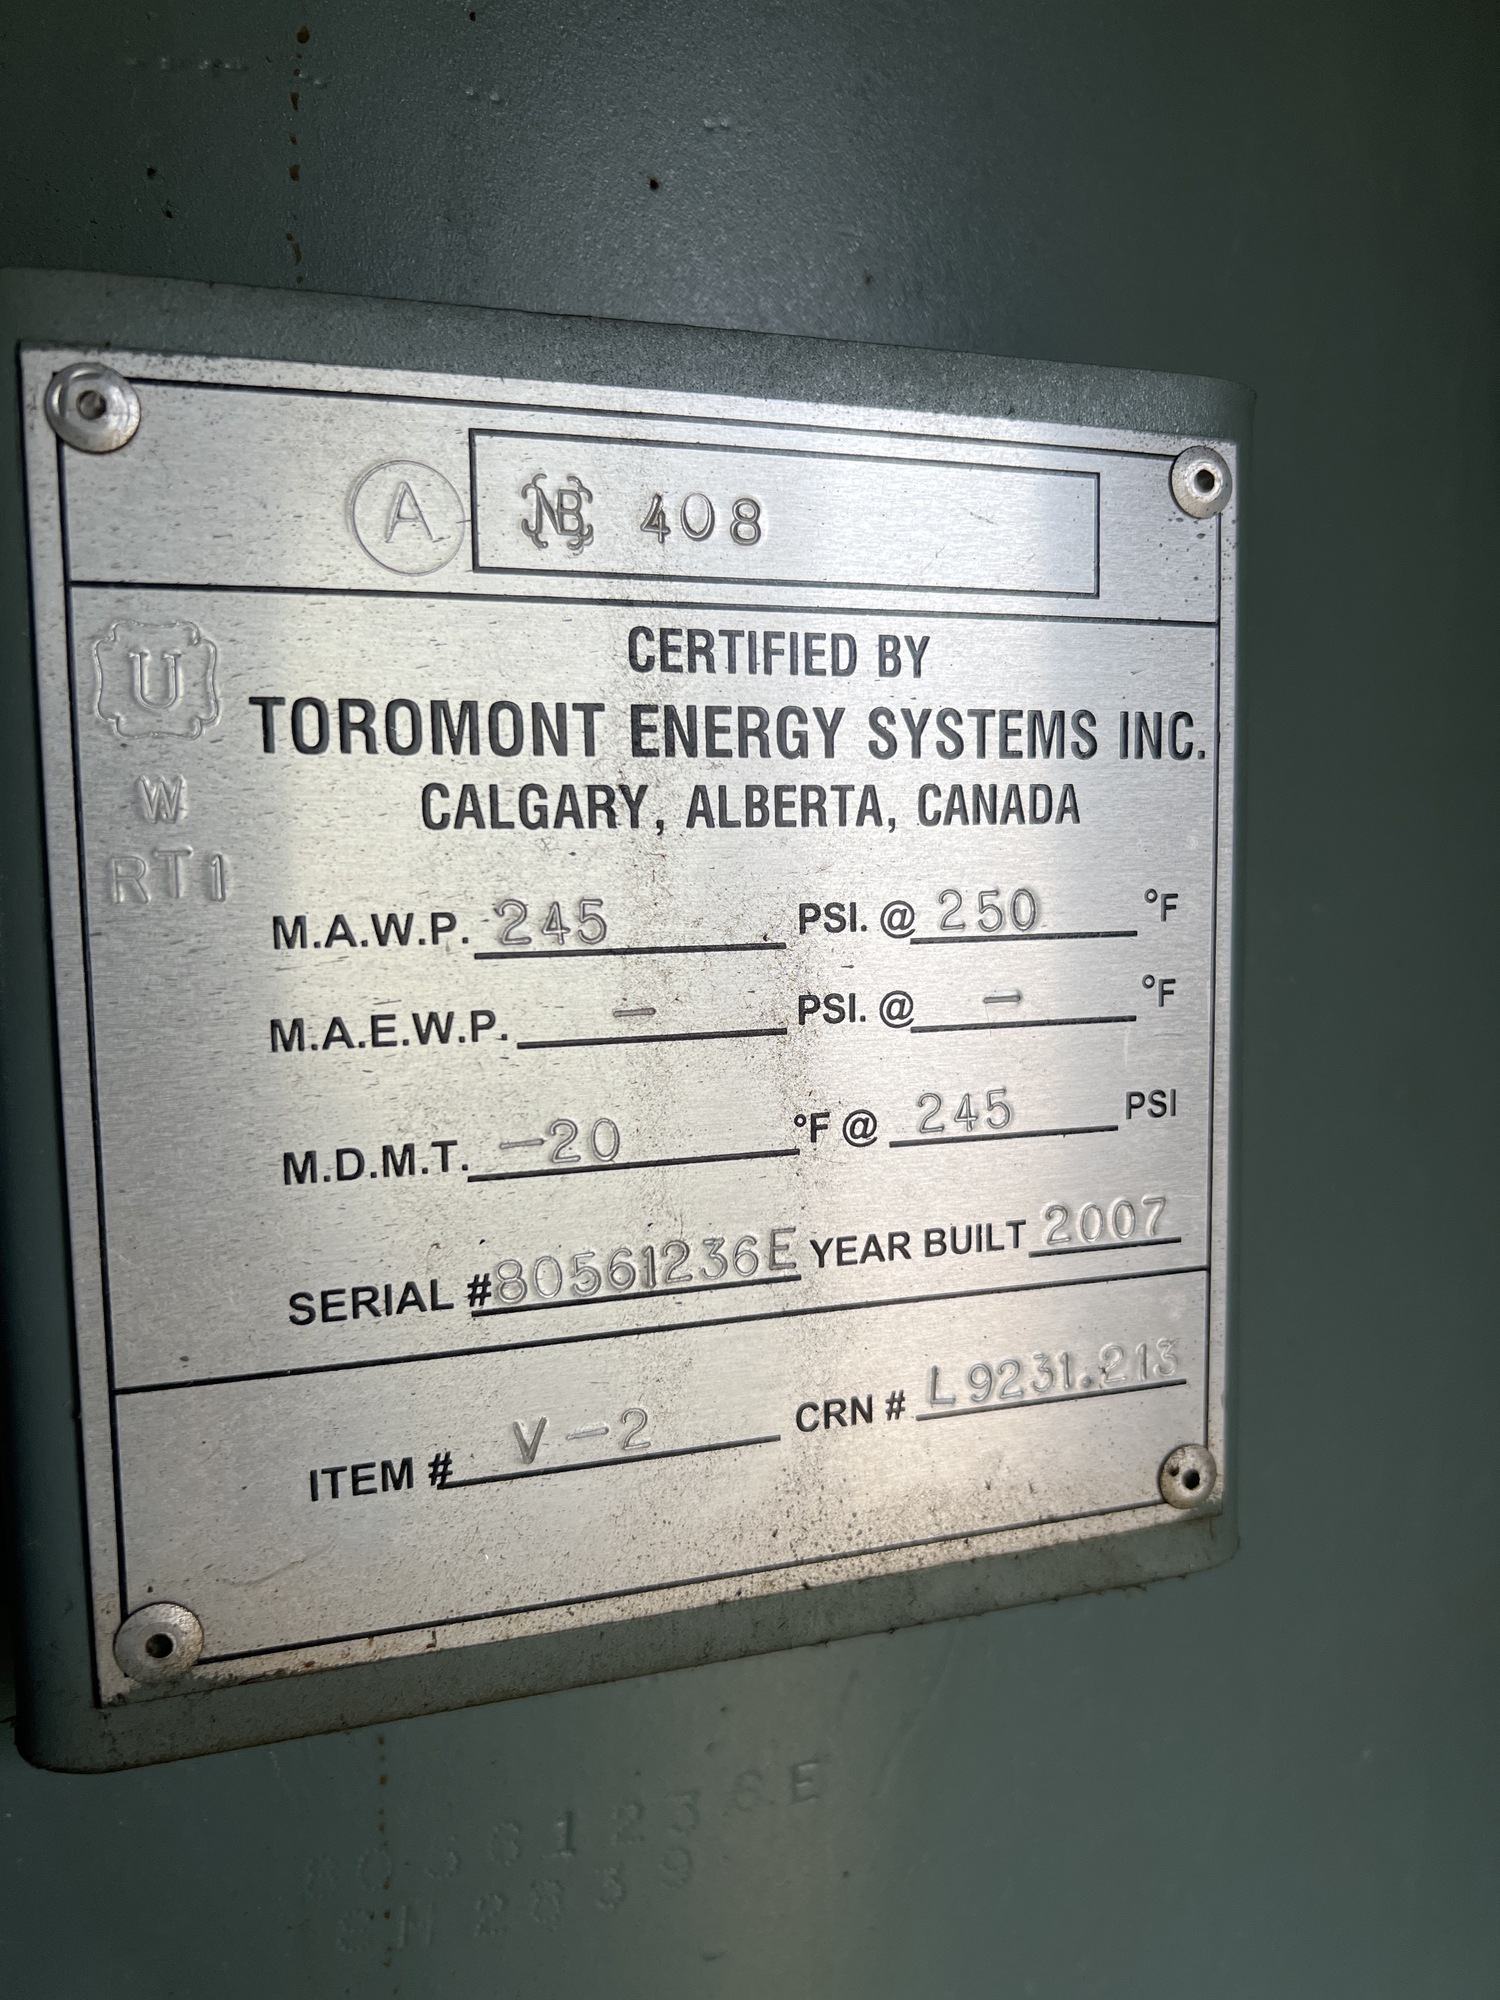 A NB 408
U
CERTIFIED BY
TOROMONT ENERGY SYSTEMS INC.
W
CALGARY, ALBERTA, CANADA
RT1
M.A.W.P. 245 PSI. @ 250 °F
M.A.E.W.P. - PSI. @ - °F
M.D.M.T. -20 °F @ 245 PSI
SERIAL #80561236E YEAR BUILT 2007
ITEM # V-2 CRN # L9231.213
80561236E